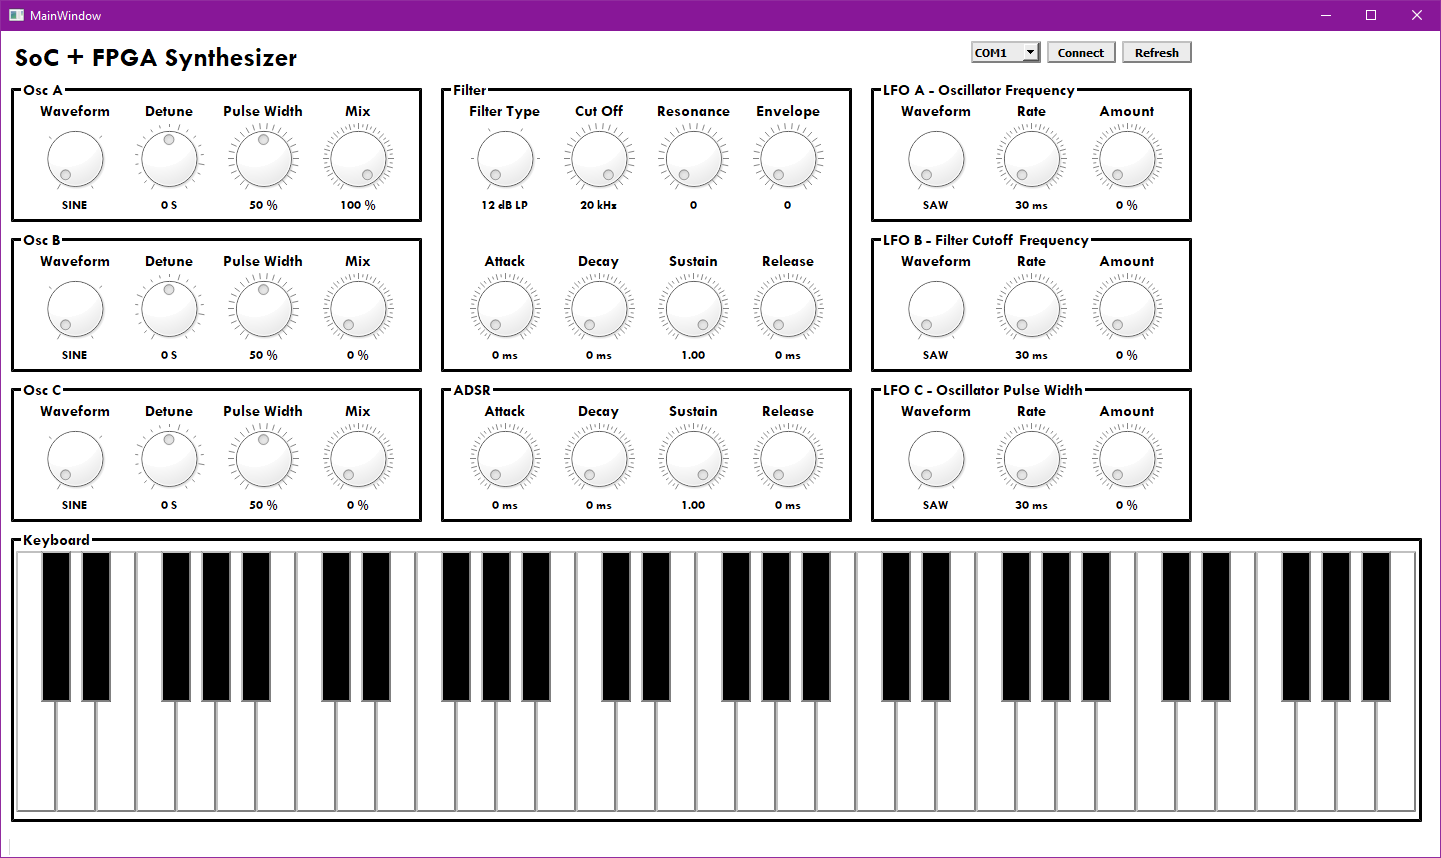 MainWindow
SoC + FPGA Synthesizer
COM1 Connect Refresh
Osc A
Waveform Detune Pulse Width Mix
SINE 0 S 50 % 100 %
Filter
Filter Type Cut Off Resonance Envelope
12 dB LP 20 kHz 0 0
LFO A - Oscillator Frequency
Waveform Rate Amount
SAW 30 ms 0 %
Osc B
Waveform Detune Pulse Width Mix
SINE 0 S 50 % 0 %
Attack Decay Sustain Release
0 ms 0 ms 1.00 0 ms
LFO B - Filter Cutoff Frequency
Waveform Rate Amount
SAW 30 ms 0 %
Osc C
Waveform Detune Pulse Width Mix
SINE 0 S 50 % 0 %
ADSR
Attack Decay Sustain Release
0 ms 0 ms 1.00 0 ms
LFO C - Oscillator Pulse Width
Waveform Rate Amount
SAW 30 ms 0 %
Keyboard